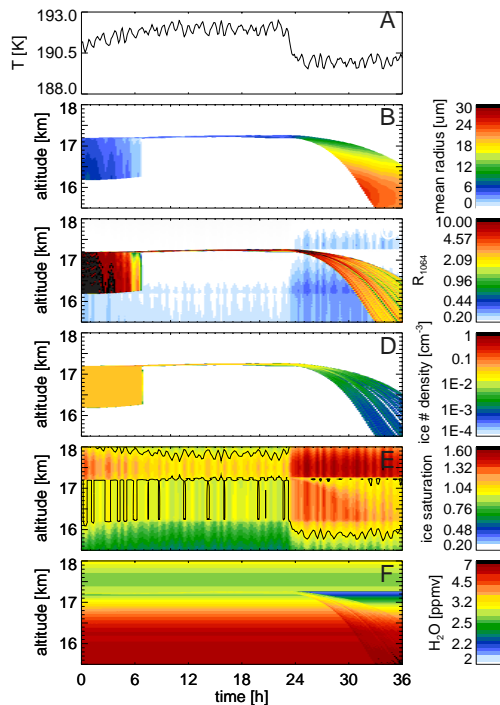 193.0
190.5
188.0
T [K]
A
18
17
16
altitude [km]
B
30
24
18
12
6
0
mean radius [um]
18
17
16
altitude [km]
10.00
4.57
2.09
0.96
0.44
0.20
R1064
18
17
16
altitude [km]
D
1
0.1
1E-2
1E-3
1E-4
ice # density [cm-3]
18
17
16
altitude [km]
E
1.60
1.32
1.04
0.76
0.48
0.20
ice saturation
18
17
16
altitude [km]
F
7
4.5
3.2
2.5
2.2
2
H2O [ppmv]
0 6 12 18 24 30 36
time [h]